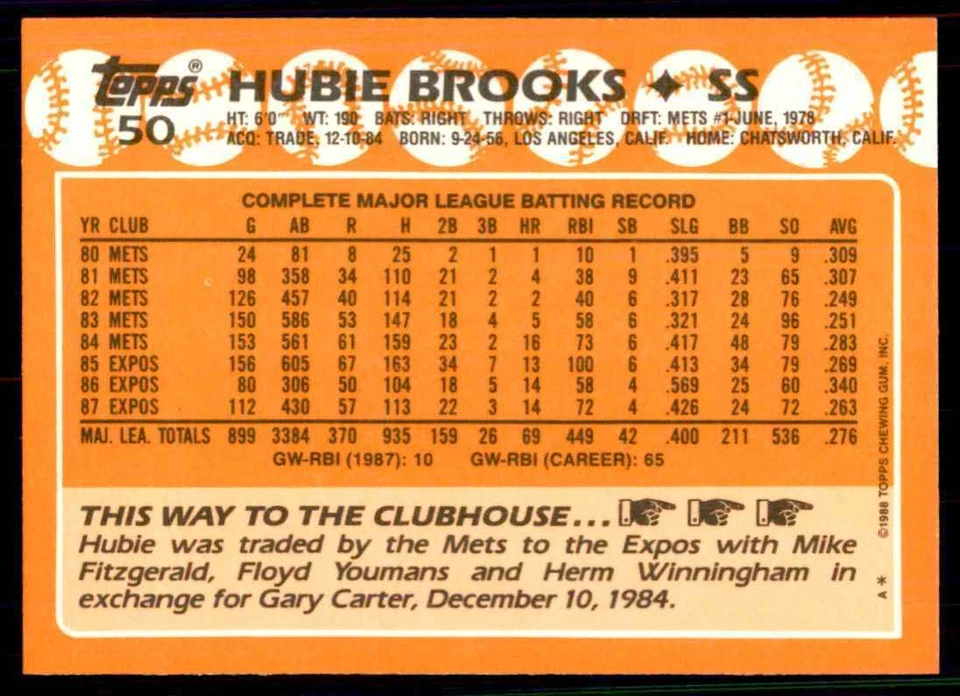 Topps® HUBIE BROOKS ✦ SS
50
HT: 6'0" WT: 190 BATS: RIGHT THROWS: RIGHT DRFT: METS #1-JUNE, 1978
ACQ: TRADE, 12-10-84 BORN: 9-24-56, LOS ANGELES, CALIF. HOME: CHATSWORTH, CALIF.
COMPLETE MAJOR LEAGUE BATTING RECORD
YR CLUB G AB R H 2B 3B HR RBI SB SLG BB SO AVG
80 METS 24 81 8 25 2 1 1 10 1 .395 5 9 .309
81 METS 98 358 34 110 21 2 4 38 9 .411 23 65 .307
82 METS 126 457 40 114 21 2 2 40 6 .317 28 76 .249
83 METS 150 586 53 147 18 4 5 58 6 .321 24 96 .251
84 METS 153 561 61 159 23 2 16 73 6 .417 48 79 .283
85 EXPOS 156 605 67 163 34 7 13 100 6 .413 34 79 .269
86 EXPOS 80 306 50 104 18 5 14 58 4 .569 25 60 .340
87 EXPOS 112 430 57 113 22 3 14 72 4 .426 24 72 .263
MAJ. LEA. TOTALS 899 3384 370 935 159 26 69 449 42 .400 211 536 .276
GW-RBI (1987): 10 GW-RBI (CAREER): 65
THIS WAY TO THE CLUBHOUSE...
Hubie was traded by the Mets to the Expos with Mike
Fitzgerald, Floyd Youmans and Herm Winningham in
exchange for Gary Carter, December 10, 1984.
©1988 TOPPS CHEWING GUM, INC.
A *